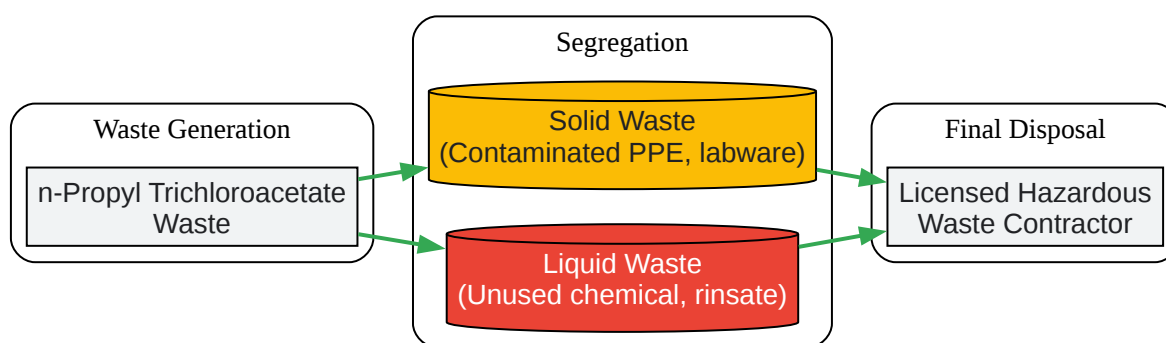 Waste Generation
n-Propyl Trichloroacetate
Waste
Segregation
Solid Waste
(Contaminated PPE, labware)
Liquid Waste
(Unused chemical, rinsate)
Final Disposal
Licensed Hazardous
Waste Contractor